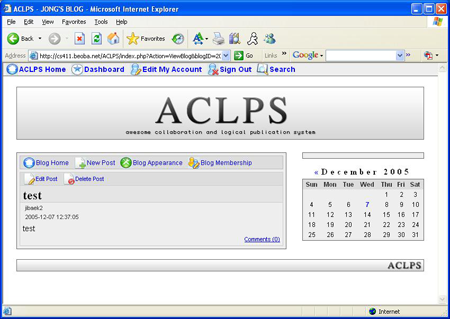 ACLPS - JONG'S BLOG - Microsoft Internet Explorer
File Edit View Favorites Tools Help
Back Search Favorites
Address http://cs411.beoba.net/ACLPS/index.php?Action=ViewBlog&blogID=20 Go Links » Google
ACLPS Home Dashboard Edit My Account Sign Out Search
ACLPS
awesome collaboration and logical publication system
Blog Home New Post Blog Appearance Blog Membership
Edit Post Delete Post
test
jibaek2
2005-12-07 12:37:05
test
Comments (0)
« December 2005
Sun Mon Tue Wed Thu Fri Sat
1 2 3
4 5 6 7 8 9 10
11 12 13 14 15 16 17
18 19 20 21 22 23 24
25 26 27 28 29 30 31
ACLPS
Internet